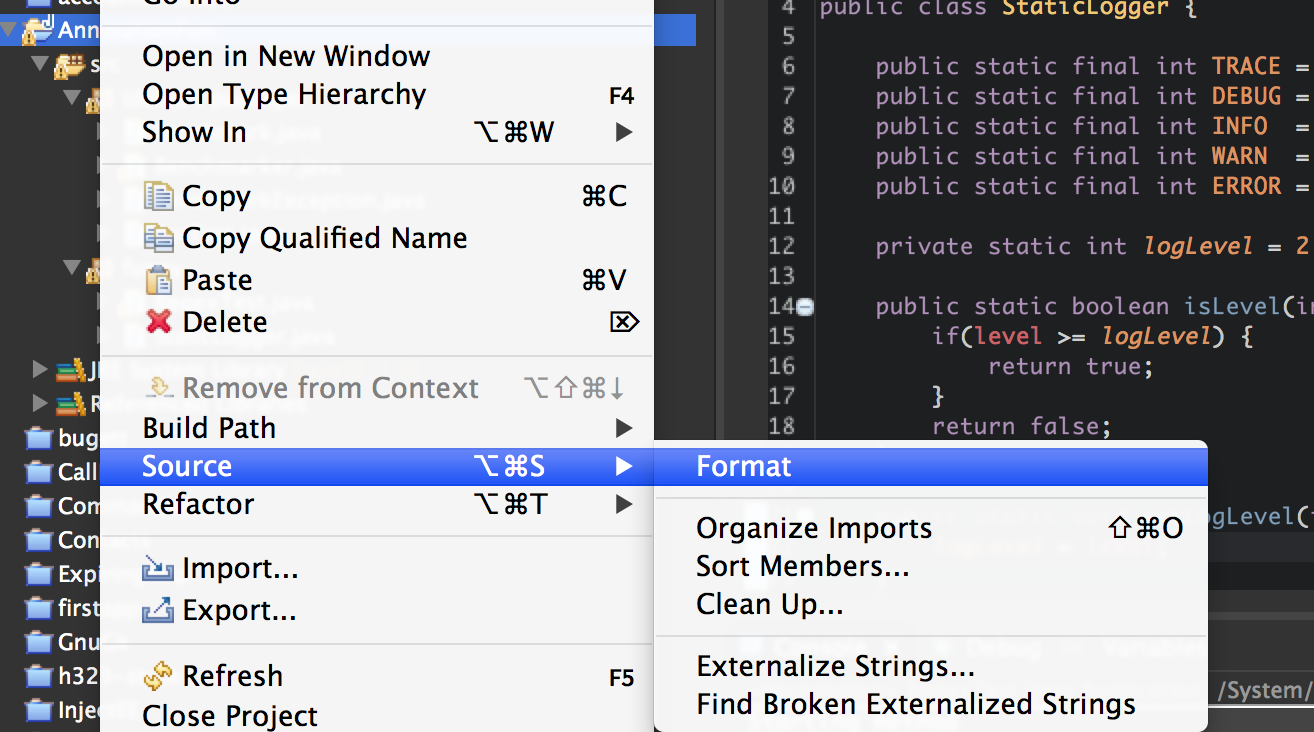 Go Into
Open in New Window
Open Type Hierarchy F4
Show In ⌥⌘W ▶
Copy ⌘C
Copy Qualified Name
Paste ⌘V
Delete ⌦
Remove from Context ⌥⇧⌘↓
Build Path ▶
Source ⌥⌘S ▶
Refactor ⌥⌘T ▶
Import...
Export...
Refresh F5
Close Project
Format
Organize Imports ⇧⌘O
Sort Members...
Clean Up...
Externalize Strings...
Find Broken Externalized Strings
Ann
bug
Call
Com
Con
Expi
first
Gnu
h32
Inje
4 public class StaticLogger {
5
6 public static final int TRACE =
7 public static final int DEBUG =
8 public static final int INFO =
9 public static final int WARN =
10 public static final int ERROR =
11
12 private static int logLevel = 2
13
14 public static boolean isLevel(in
15 if(level >= logLevel) {
16 return true;
17 }
18 return false;
ogLevel(
/System/